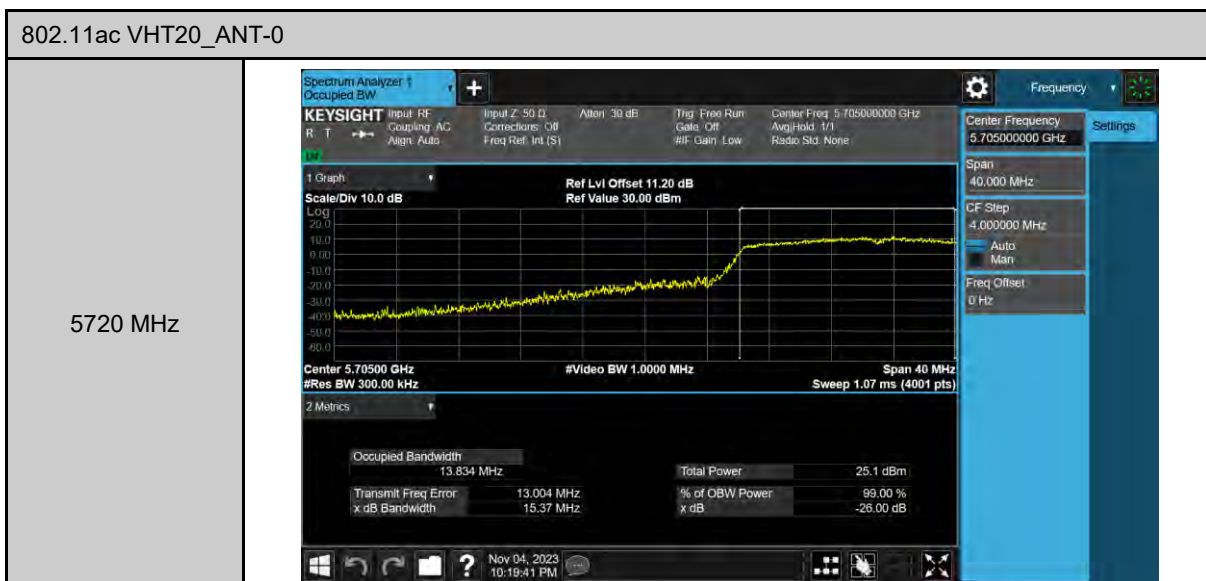 802.11ac VHT20_ANT-0
5720 MHz
Spectrum Analyzer 1
Occupied BW
+
Frequency
KEYSIGHT
R T
Input: RF
Coupling: AC
Align: Auto
Input Z: 50 Ω
Corrections: Off
Freq Ref: Int (S)
Atten: 30 dB
Trig: Free Run
Gate: Off
#IF Gain: Low
Center Freq: 5.705000000 GHz
Avg|Hold: 1/1
Radio Std: None
Center Frequency
5.705000000 GHz
Settings
Span
40.000 MHz
CF Step
4.000000 MHz
Auto
Man
Freq Offset
0 Hz
1 Graph
Scale/Div 10.0 dB
Ref Lvl Offset 11.20 dB
Ref Value 30.00 dBm
Log
20.0
10.0
0.00
-10.0
-20.0
-30.0
-40.0
-50.0
-60.0
Center 5.70500 GHz
#Video BW 1.0000 MHz
Span 40 MHz
#Res BW 300.00 kHz
Sweep 1.07 ms (4001 pts)
2 Metrics
Occupied Bandwidth
13.834 MHz
Total Power 25.1 dBm
Transmit Freq Error 13.004 MHz
% of OBW Power 99.00 %
x dB Bandwidth 15.37 MHz
x dB -26.00 dB
?
Nov 04, 2023
10:19:41 PM